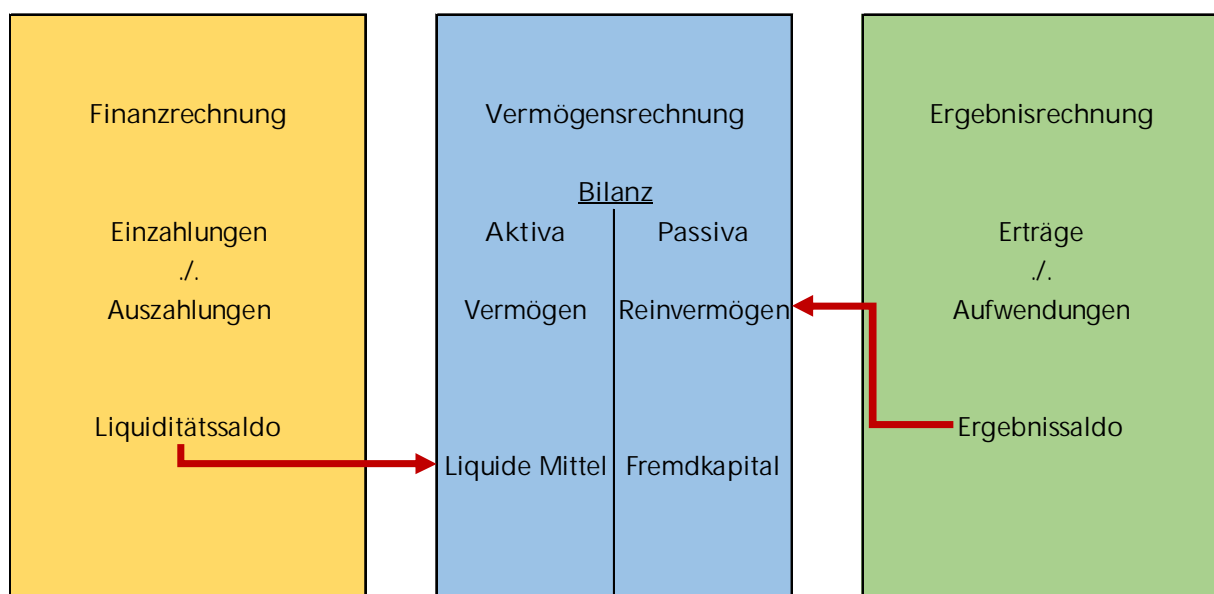 Finanzrechnung
Einzahlungen
./.
Auszahlungen
Liquiditätssaldo
Vermögensrechnung
Bilanz
Aktiva Passiva
Vermögen Reinvermögen
Liquide Mittel Fremdkapital
Ergebnisrechnung
Erträge
./.
Aufwendungen
Ergebnissaldo